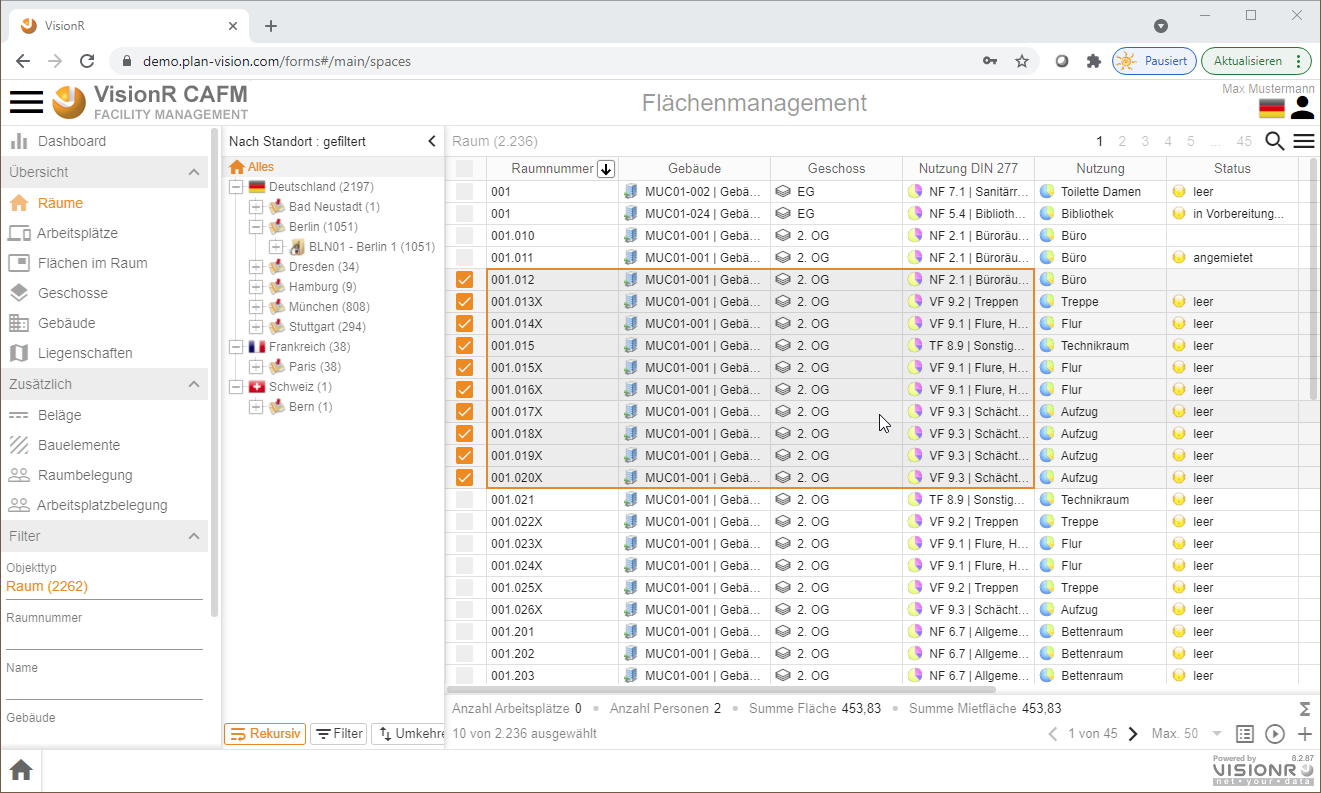 VisionR
demo.plan-vision.com/forms#/main/spaces
Pausiert
Aktualisieren
VisionR CAFM
FACILITY MANAGEMENT
Flächenmanagement
Max Mustermann
Dashboard
Übersicht
Räume
Arbeitsplätze
Flächen im Raum
Geschosse
Gebäude
Liegenschaften
Zusätzlich
Beläge
Bauelemente
Raumbelegung
Arbeitsplatzbelegung
Filter
Objekttyp
Raum (2262)
Raumnummer
Name
Gebäude
Nach Standort : gefiltert
Alles
Deutschland (2197)
Bad Neustadt (1)
Berlin (1051)
BLN01 - Berlin 1 (1051)
Dresden (34)
Hamburg (9)
München (808)
Stuttgart (294)
Frankreich (38)
Paris (38)
Schweiz (1)
Bern (1)
Rekursiv Filter Umkehre
Raum (2.236) 1 2 3 4 5 ... 45
Raumnummer Gebäude Geschoss Nutzung DIN 277 Nutzung Status
001 MUC01-002 | Gebä... EG NF 7.1 | Sanitärr... Toilette Damen leer
001 MUC01-024 | Gebä... EG NF 5.4 | Biblioth... Bibliothek in Vorbereitung...
001.010 MUC01-001 | Gebä... 2. OG NF 2.1 | Büroräu... Büro
001.011 MUC01-001 | Gebä... 2. OG NF 2.1 | Büroräu... Büro angemietet
001.012 MUC01-001 | Gebä... 2. OG NF 2.1 | Büroräu... Büro
001.013X MUC01-001 | Gebä... 2. OG VF 9.2 | Treppen Treppe leer
001.014X MUC01-001 | Gebä... 2. OG VF 9.1 | Flure, H... Flur leer
001.015 MUC01-001 | Gebä... 2. OG TF 8.9 | Sonstig... Technikraum leer
001.015X MUC01-001 | Gebä... 2. OG VF 9.1 | Flure, H... Flur leer
001.016X MUC01-001 | Gebä... 2. OG VF 9.1 | Flure, H... Flur leer
001.017X MUC01-001 | Gebä... 2. OG VF 9.3 | Schächt... Aufzug leer
001.018X MUC01-001 | Gebä... 2. OG VF 9.3 | Schächt... Aufzug leer
001.019X MUC01-001 | Gebä... 2. OG VF 9.3 | Schächt... Aufzug leer
001.020X MUC01-001 | Gebä... 2. OG VF 9.3 | Schächt... Aufzug leer
001.021 MUC01-001 | Gebä... 2. OG TF 8.9 | Sonstig... Technikraum leer
001.022X MUC01-001 | Gebä... 2. OG VF 9.2 | Treppen Treppe leer
001.023X MUC01-001 | Gebä... 2. OG VF 9.1 | Flure, H... Flur leer
001.024X MUC01-001 | Gebä... 2. OG VF 9.1 | Flure, H... Flur leer
001.025X MUC01-001 | Gebä... 2. OG VF 9.2 | Treppen Treppe leer
001.026X MUC01-001 | Gebä... 2. OG VF 9.3 | Schächt... Aufzug leer
001.201 MUC01-001 | Gebä... 2. OG NF 6.7 | Allgeme... Bettenraum leer
001.202 MUC01-001 | Gebä... 2. OG NF 6.7 | Allgeme... Bettenraum leer
001.203 MUC01-001 | Gebä... 2. OG NF 6.7 | Allgeme... Bettenraum leer
Anzahl Arbeitsplätze 0 • Anzahl Personen 2 • Summe Fläche 453,83 • Summe Mietfläche 453,83 Σ
10 von 2.236 ausgewählt 1 von 45 Max. 50
Powered by 8.2.87
VISIONR
net • your • data